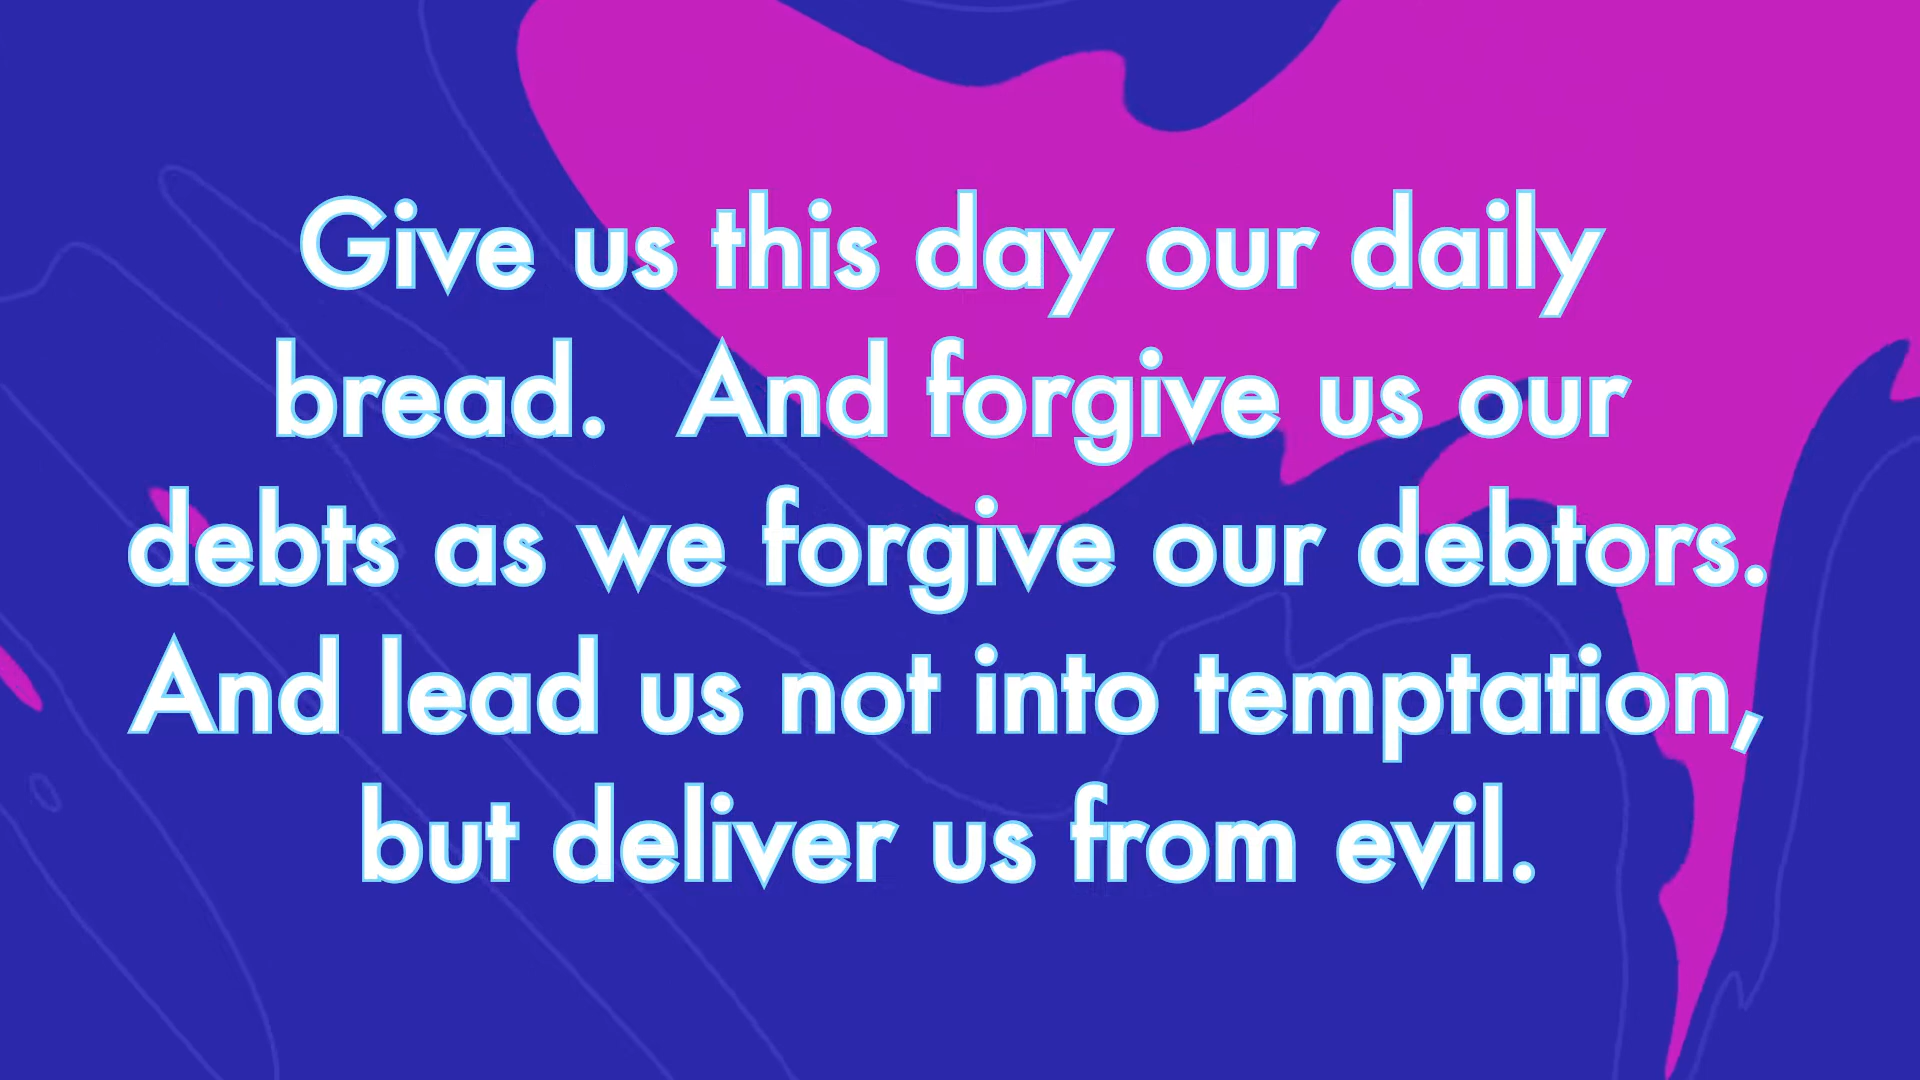 Give us this day our daily
bread.  And forgive us our
debts as we forgive our debtors.
And lead us not into temptation,
but deliver us from evil.